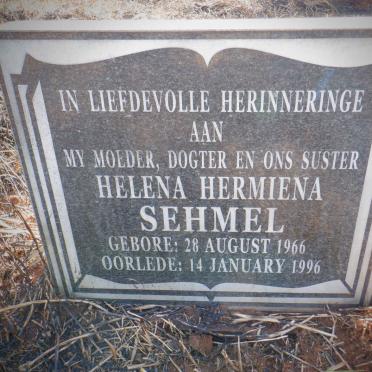 IN LIEFDEVOLLE HERINNERINGE
AAN
MY MOEDER, DOGTER EN ONS SUSTER
HELENA HERMIENA
SEHMEL
GEBORE: 28 AUGUST 1966
OORLEDE: 14 JANUARY 1996